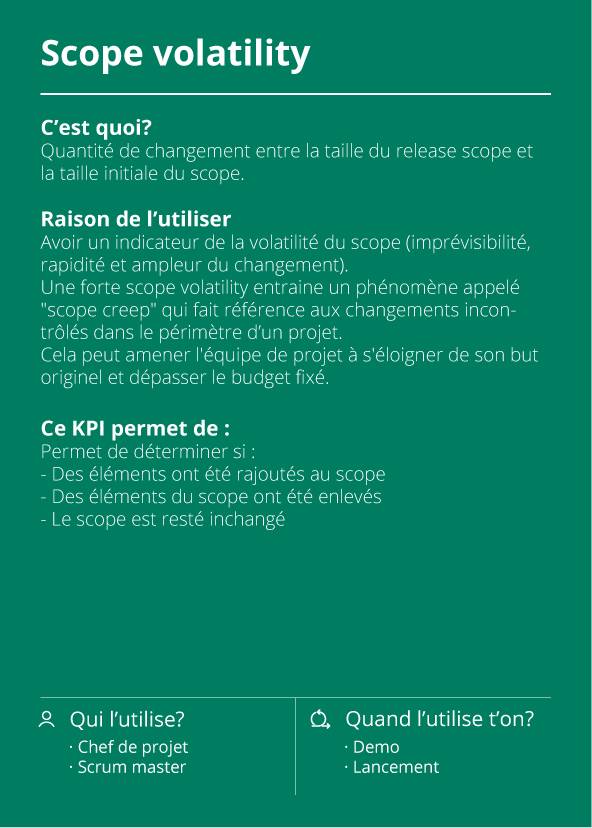 Scope volatility
C’est quoi?
Quantité de changement entre la taille du release scope et
la taille initiale du scope.
Raison de l’utiliser
Avoir un indicateur de la volatilité du scope (imprévisibilité,
rapidité et ampleur du changement).
Une forte scope volatility entraine un phénomène appelé
"scope creep" qui fait référence aux changements incon-
trôlés dans le périmètre d’un projet.
Cela peut amener l'équipe de projet à s'éloigner de son but
originel et dépasser le budget fixé.
Ce KPI permet de :
Permet de déterminer si :
- Des éléments ont été rajoutés au scope
- Des éléments du scope ont été enlevés
- Le scope est resté inchangé
Qui l’utilise?
· Chef de projet
· Scrum master
Quand l’utilise t’on?
· Demo
· Lancement